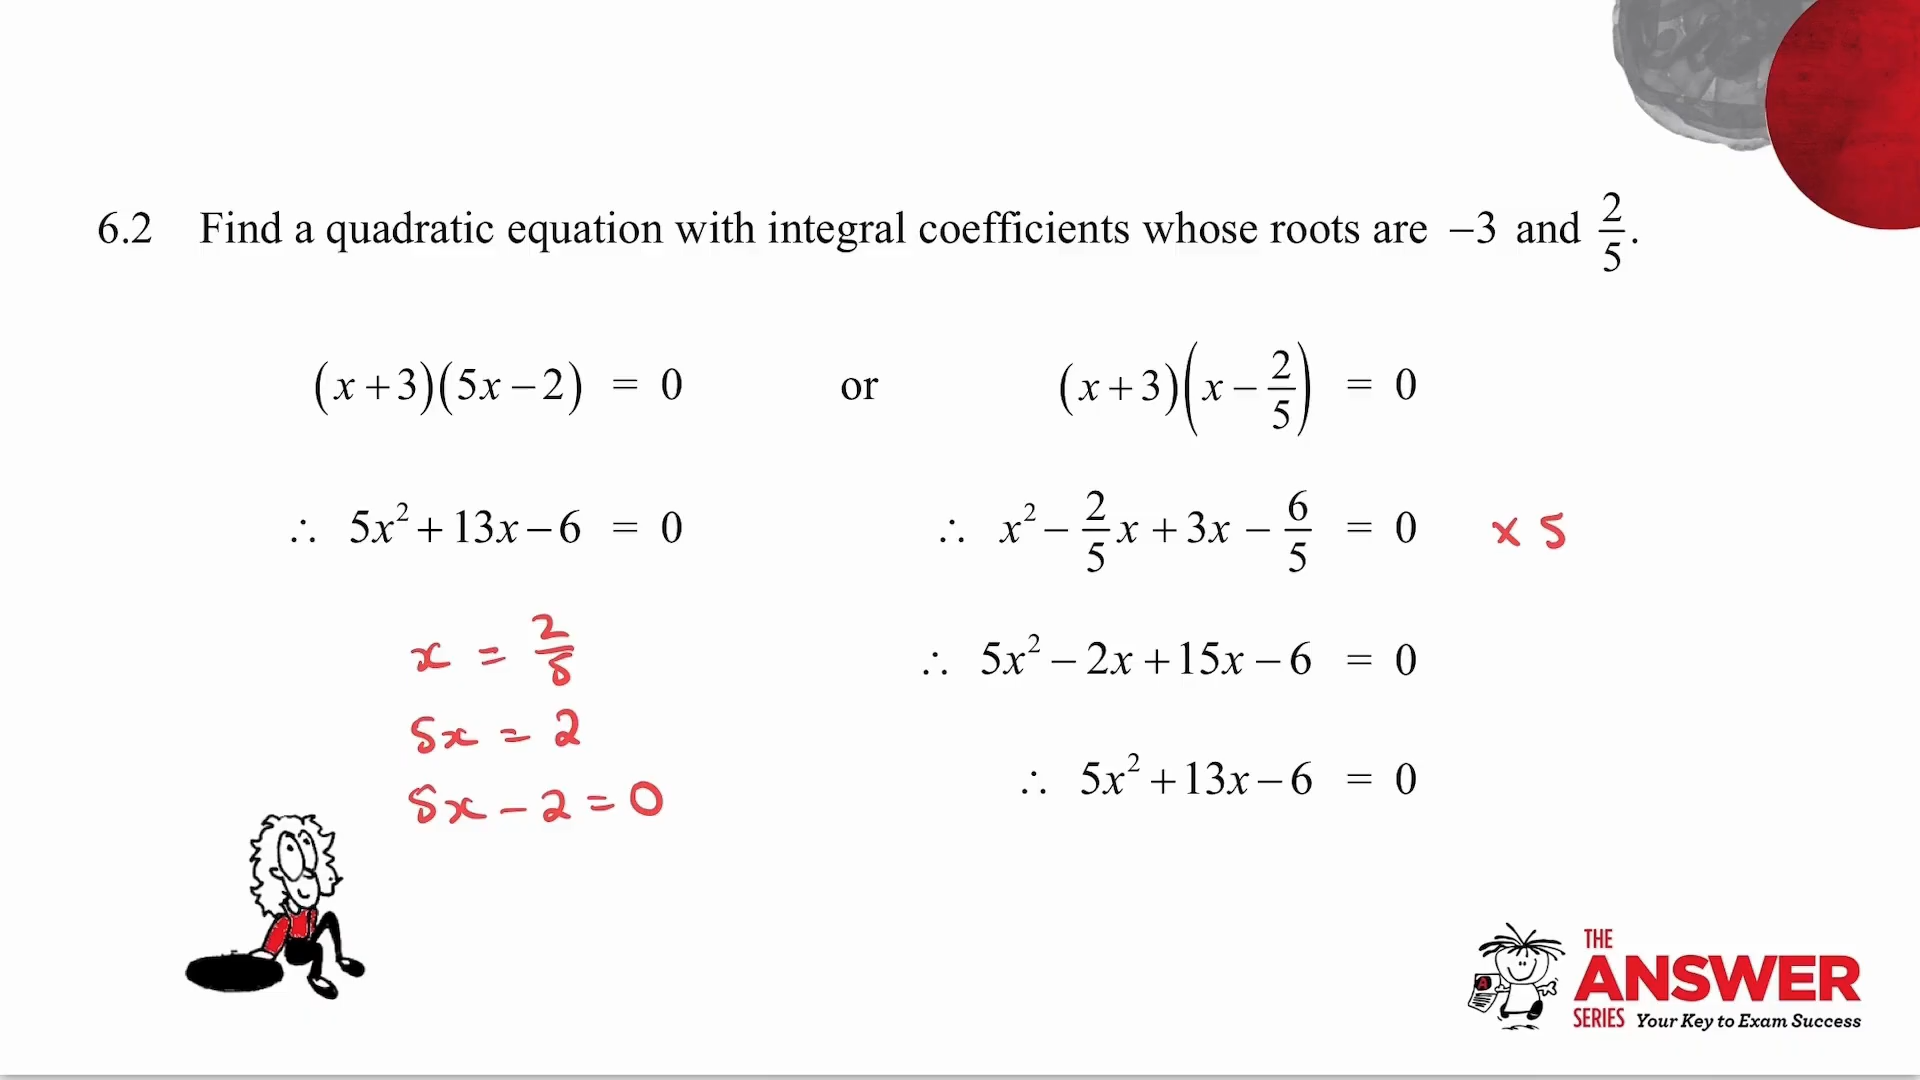 6.2 Find a quadratic equation with integral coefficients whose roots are −3 and 2/5.
(x+3)(5x−2) = 0 or (x+3)(x−2/5) = 0
∴ 5x²+13x−6 = 0 ∴ x²−2/5x+3x−6/5 = 0 × 5
x = 2/5
5x = 2
5x − 2 = 0
∴ 5x²−2x+15x−6 = 0
∴ 5x²+13x−6 = 0
A
THE
ANSWER
SERIES Your Key to Exam Success